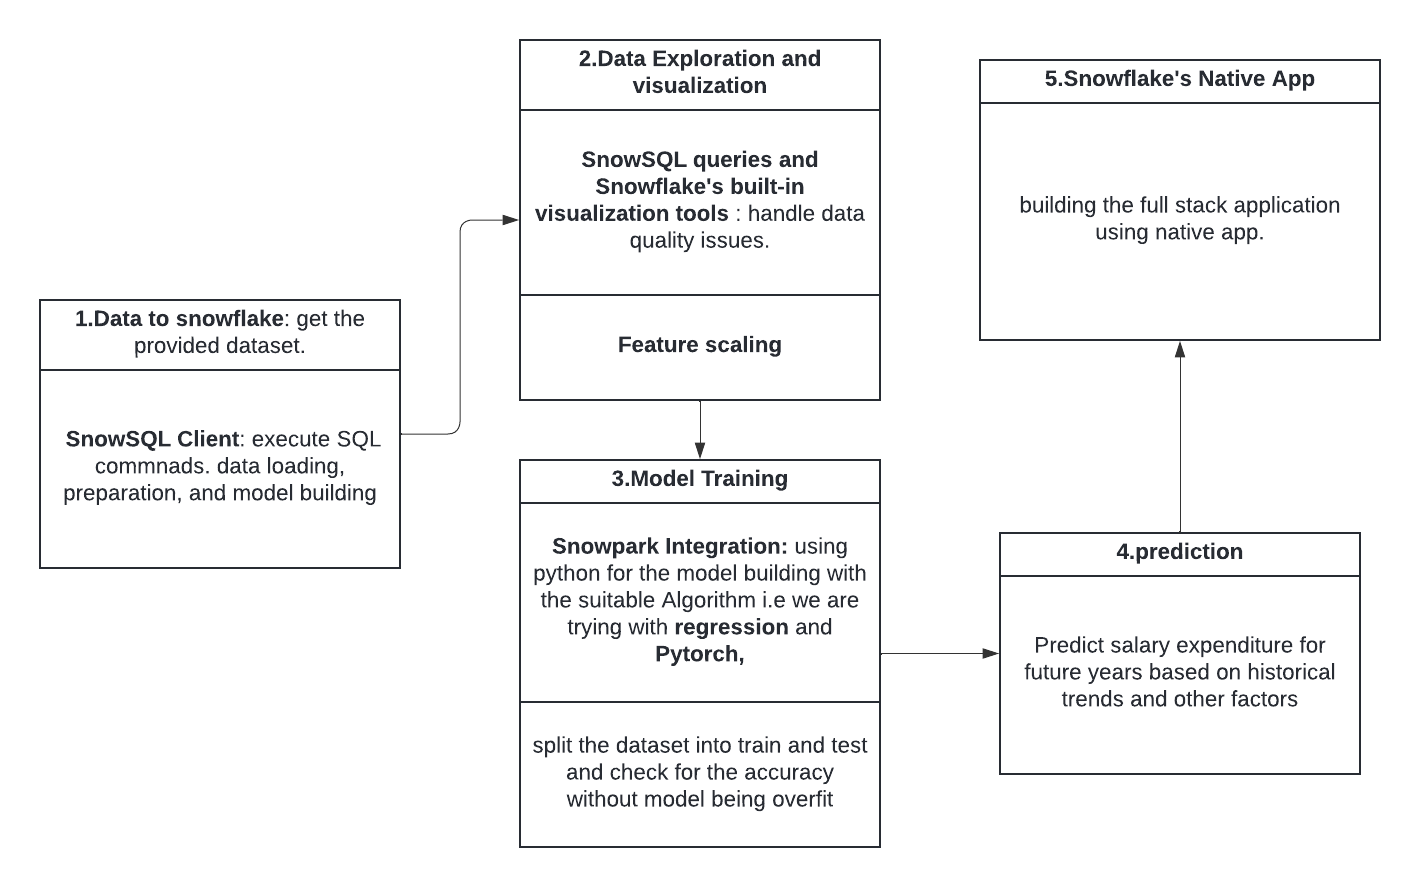 1.Data to snowflake: get the
provided dataset.
SnowSQL Client: execute SQL
commnads. data loading,
preparation, and model building
2.Data Exploration and
visualization
SnowSQL queries and
Snowflake's built-in
visualization tools : handle data
quality issues.
Feature scaling
3.Model Training
Snowpark Integration: using
python for the model building with
the suitable Algorithm i.e we are
trying with regression and
Pytorch,
split the dataset into train and test
and check for the accuracy
without model being overfit
4.prediction
Predict salary expenditure for
future years based on historical
trends and other factors
5.Snowflake's Native App
building the full stack application
using native app.